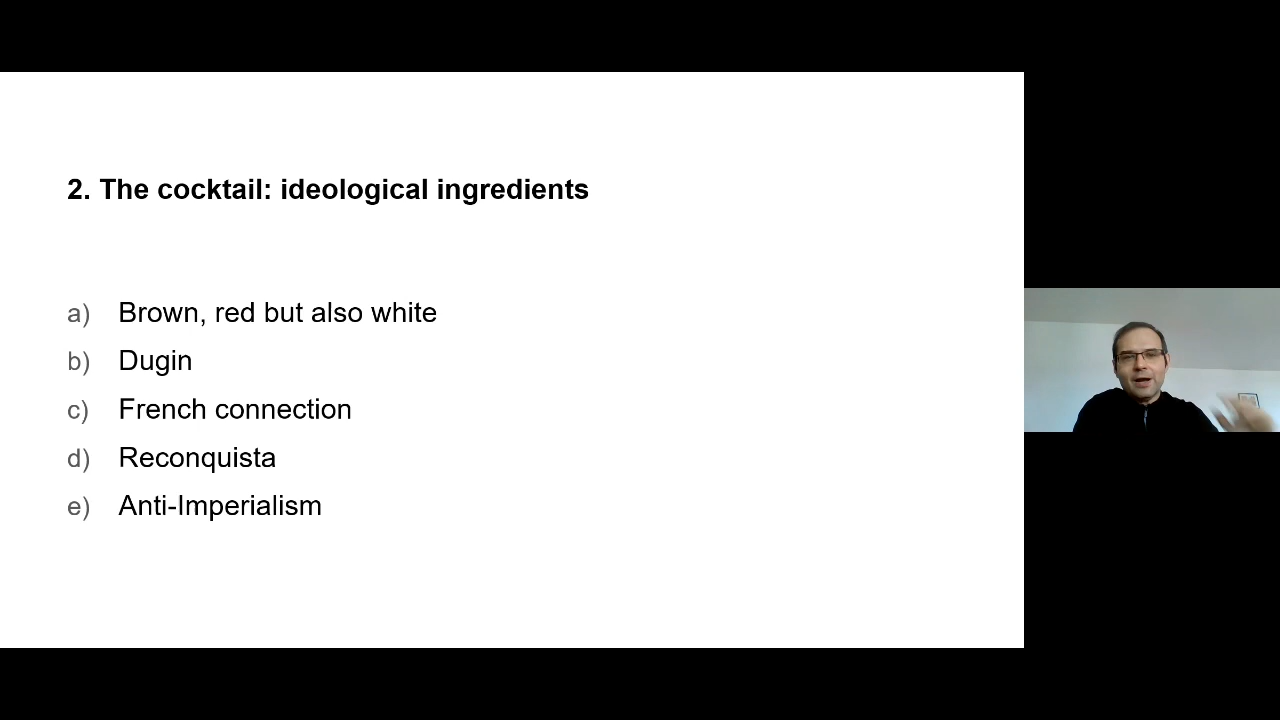 2. The cocktail: ideological ingredients
a) Brown, red but also white
b) Dugin
c) French connection
d) Reconquista
e) Anti-Imperialism